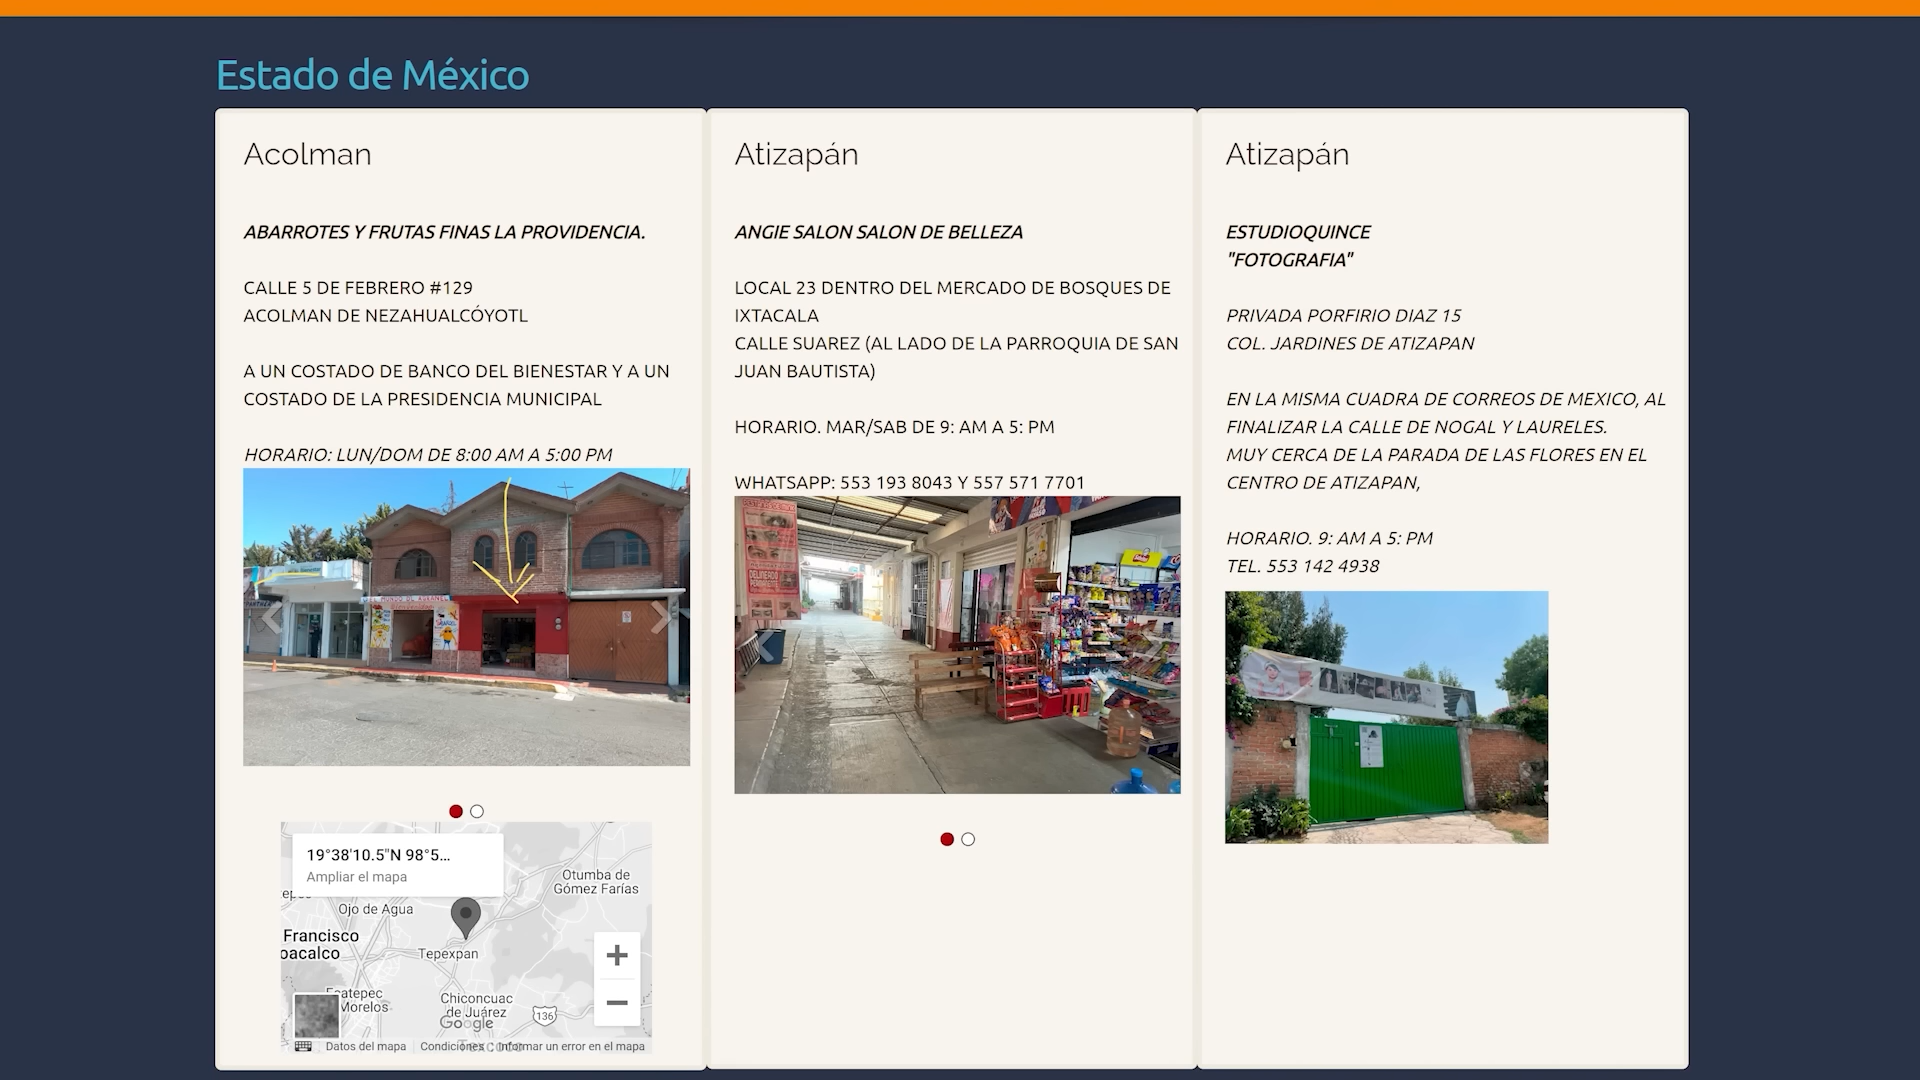 Estado de México
Acolman
ABARROTES Y FRUTAS FINAS LA PROVIDENCIA.
CALLE 5 DE FEBRERO #129
ACOLMAN DE NEZAHUALCÓYOTL
A UN COSTADO DE BANCO DEL BIENESTAR Y A UN
COSTADO DE LA PRESIDENCIA MUNICIPAL
HORARIO: LUN/DOM DE 8:00 AM A 5:00 PM
19°38'10.5"N 98°5...
Ampliar el mapa
Otumba de
Gómez Farías
Ojo de Agua
Francisco
Tepexpan
Chiconcuac
de Juárez
Morelos
136
Google
Datos del mapa
Condiciones
Informar un error en el mapa
Atizapán
ANGIE SALON SALON DE BELLEZA
LOCAL 23 DENTRO DEL MERCADO DE BOSQUES DE
IXTACALA
CALLE SUAREZ (AL LADO DE LA PARROQUIA DE SAN
JUAN BAUTISTA)
HORARIO. MAR/SAB DE 9: AM A 5: PM
WHATSAPP: 553 193 8043 Y 557 571 7701
DELINEADO
Atizapán
ESTUDIOQUINCE
"FOTOGRAFIA"
PRIVADA PORFIRIO DIAZ 15
COL. JARDINES DE ATIZAPAN
EN LA MISMA CUADRA DE CORREOS DE MEXICO, AL
FINALIZAR LA CALLE DE NOGAL Y LAURELES.
MUY CERCA DE LA PARADA DE LAS FLORES EN EL
CENTRO DE ATIZAPAN,
HORARIO. 9: AM A 5: PM
TEL. 553 142 4938